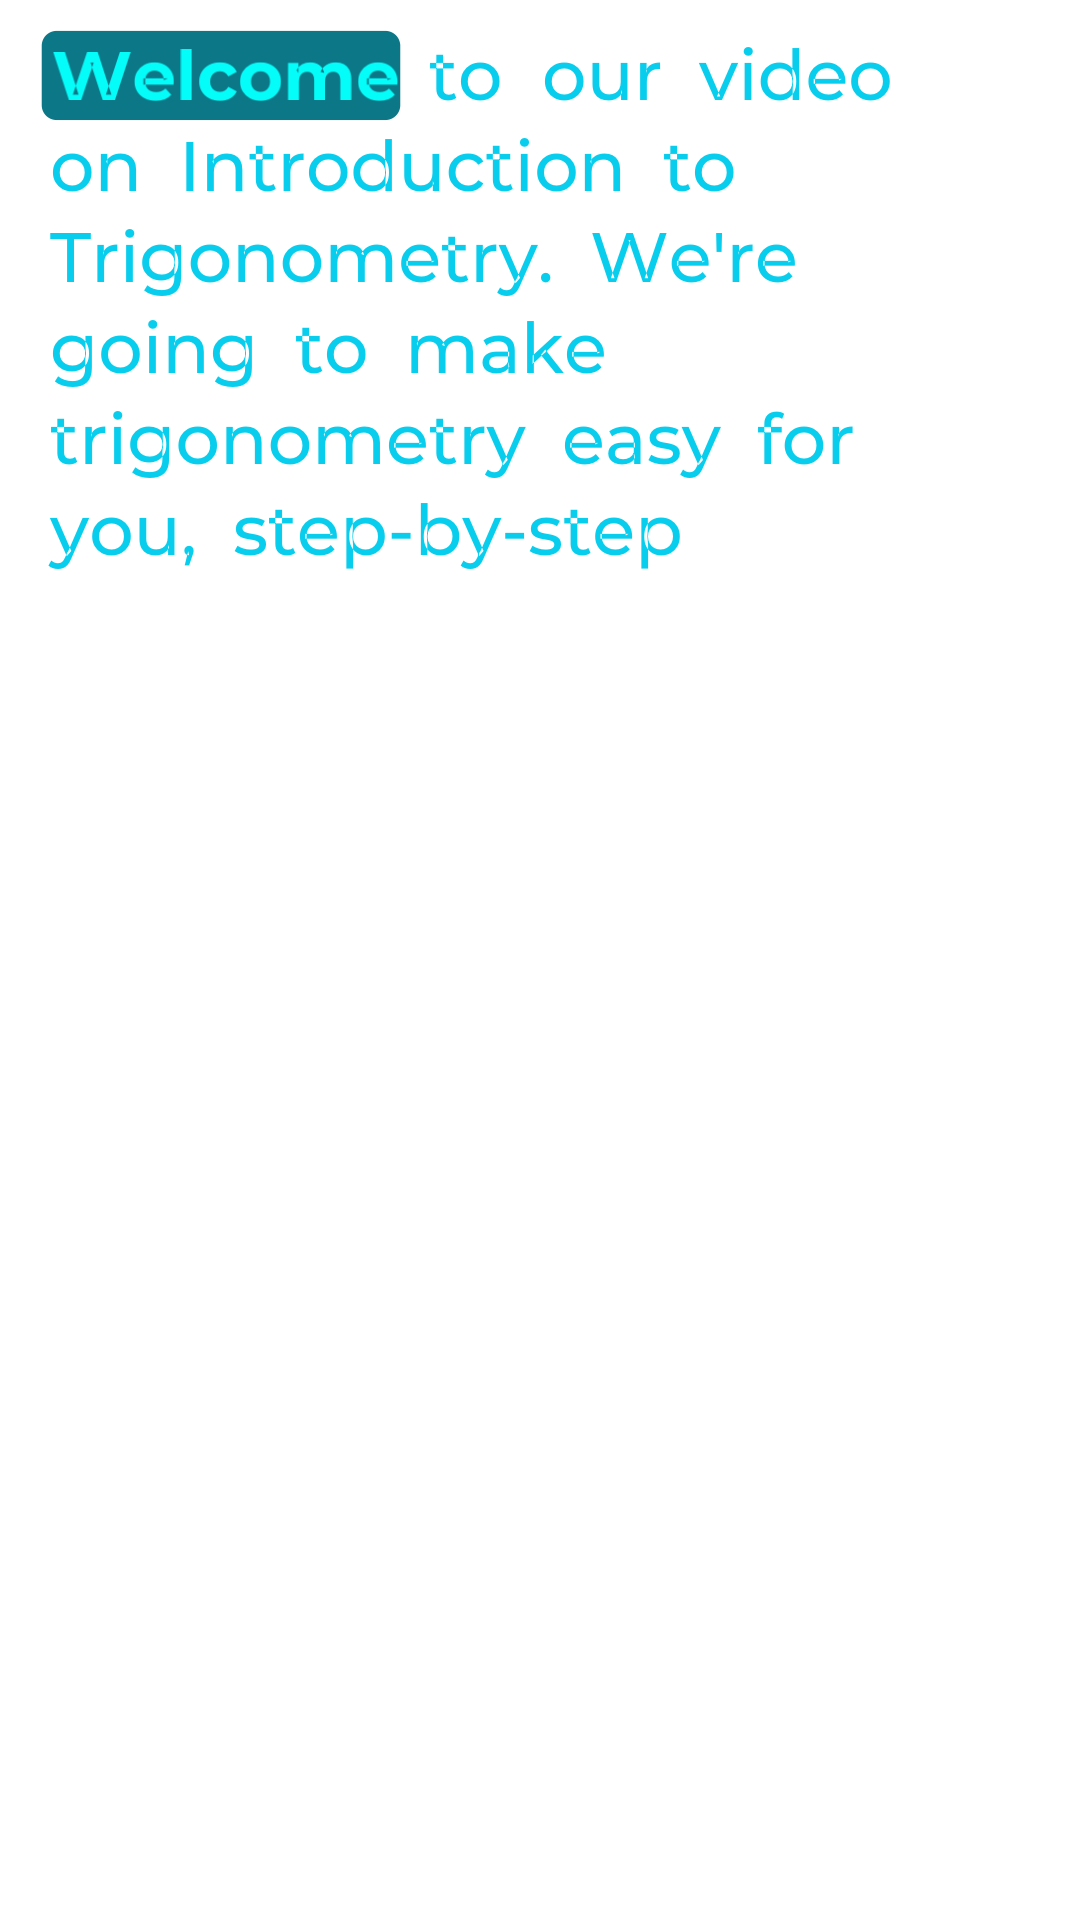 Welcome to our video
on Introduction to
Trigonometry. We're
going to make
trigonometry easy for
you, step-by-step